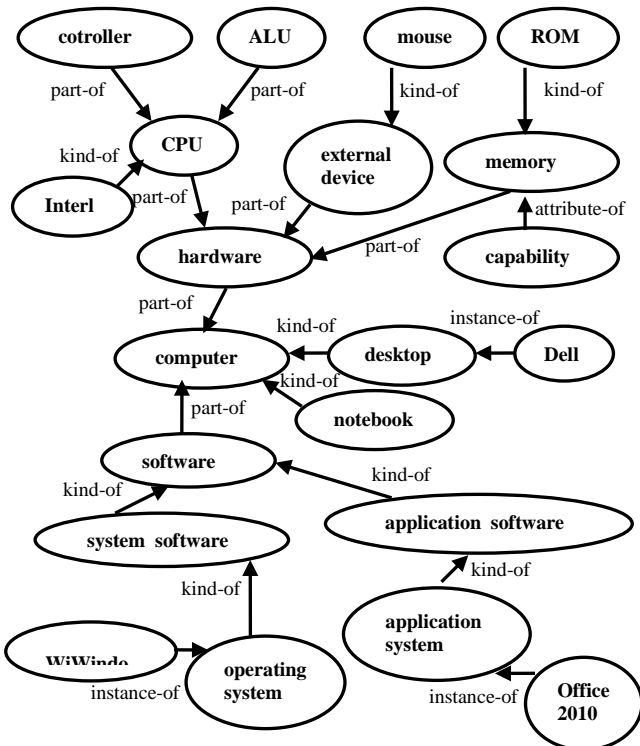 cotroller
ALU
mouse
ROM
part-of
part-of
kind-of
kind-of
CPU
kind-of
external
device
memory
Interl
part-of
part-of
attribute-of
hardware
part-of
capability
part-of
computer
kind-of
desktop
instance-of
Dell
kind-of
notebook
part-of
software
kind-of
kind-of
system software
application software
kind-of
kind-of
application
system
WiWindo
operating
system
instance-of
instance-of
Office
2010